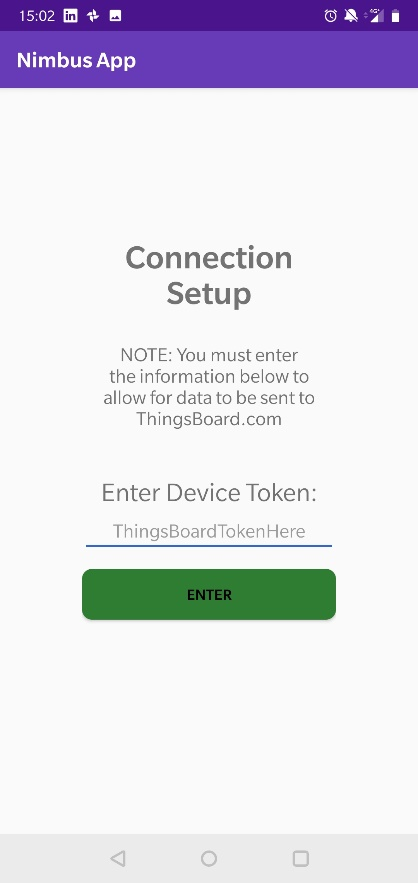 15:02
4G+
Nimbus App
Connection
Setup
NOTE: You must enter
the information below to
allow for data to be sent to
ThingsBoard.com
Enter Device Token:
ThingsBoardTokenHere
ENTER